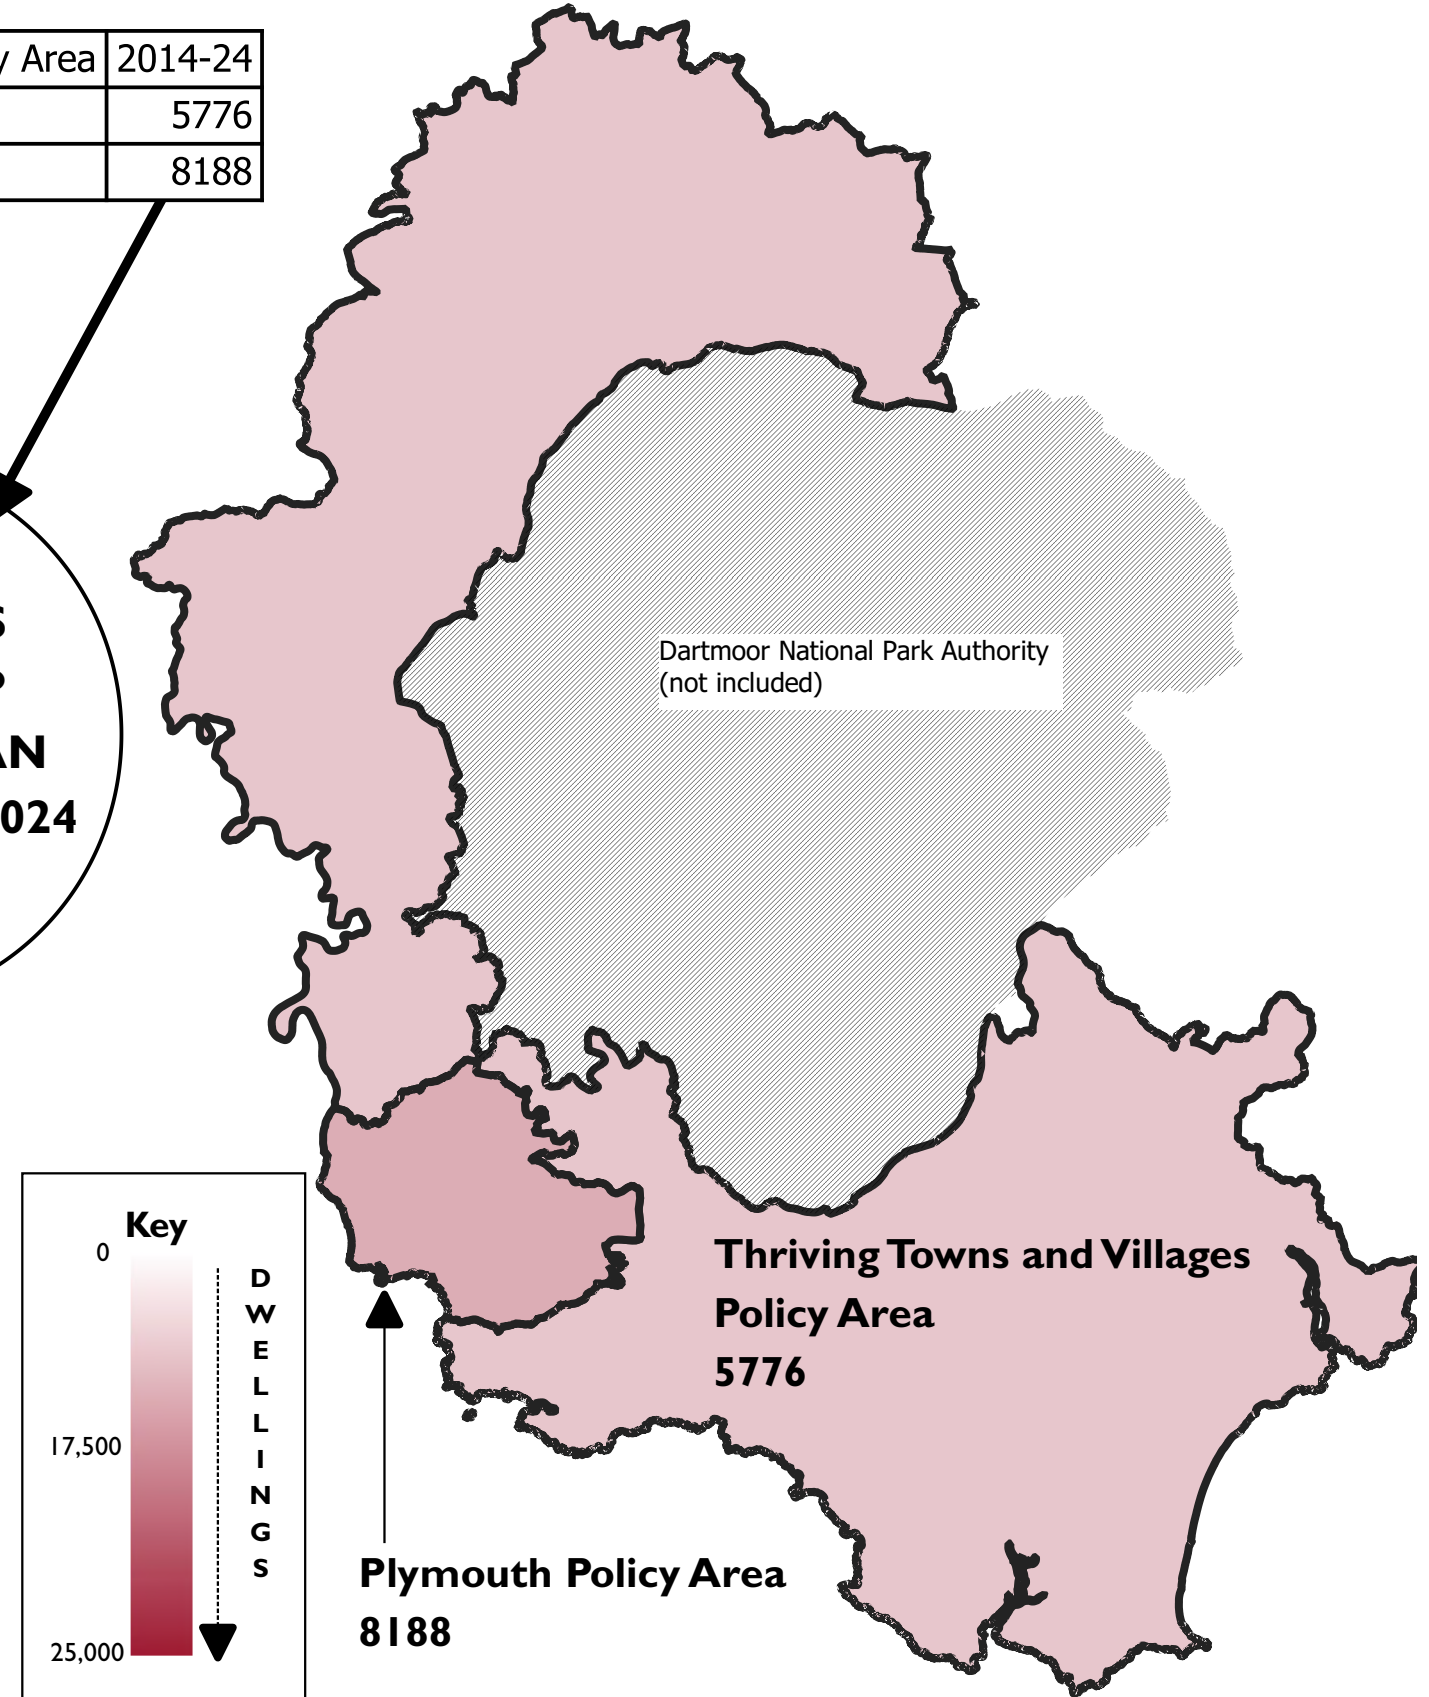 Area 2014-24
5776
8188
024
Dartmoor National Park Authority
(not included)
Thriving Towns and Villages
Policy Area
5776
Key
0
17,500
25,000
D
W
E
L
L
I
N
G
S
Plymouth Policy Area
8188